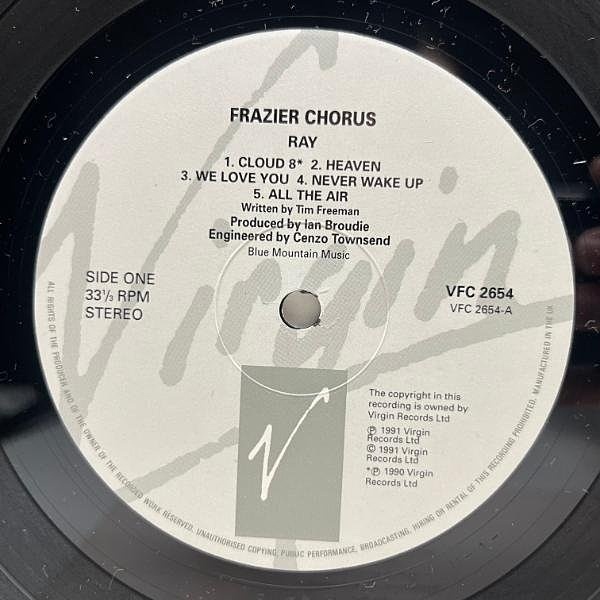 FRAZIER CHORUS
RAY
1. CLOUD 8* 2. HEAVEN
3. WE LOVE YOU 4. NEVER WAKE UP
5. ALL THE AIR
Written by Tim Freeman
Produced by Ian Broudie
Engineered by Cenzo Townsend
Blue Mountain Music
Virgin
SIDE ONE
33⅓ RPM
STEREO
VFC 2654
VFC 2654-A
The copyright in this
recording is owned by
Virgin Records Ltd
℗ 1991 Virgin
Records Ltd
© 1991 Virgin
Records Ltd
*℗ 1990 Virgin
Records Ltd
V
ALL RIGHTS OF THE PRODUCER AND OF THE OWNER OF THE RECORDED WORK RESERVED. UNAUTHORISED COPYING, PUBLIC PERFORMANCE, BROADCASTING, HIRING OR RENTAL OF THIS RECORDING PROHIBITED. MANUFACTURED IN THE UK